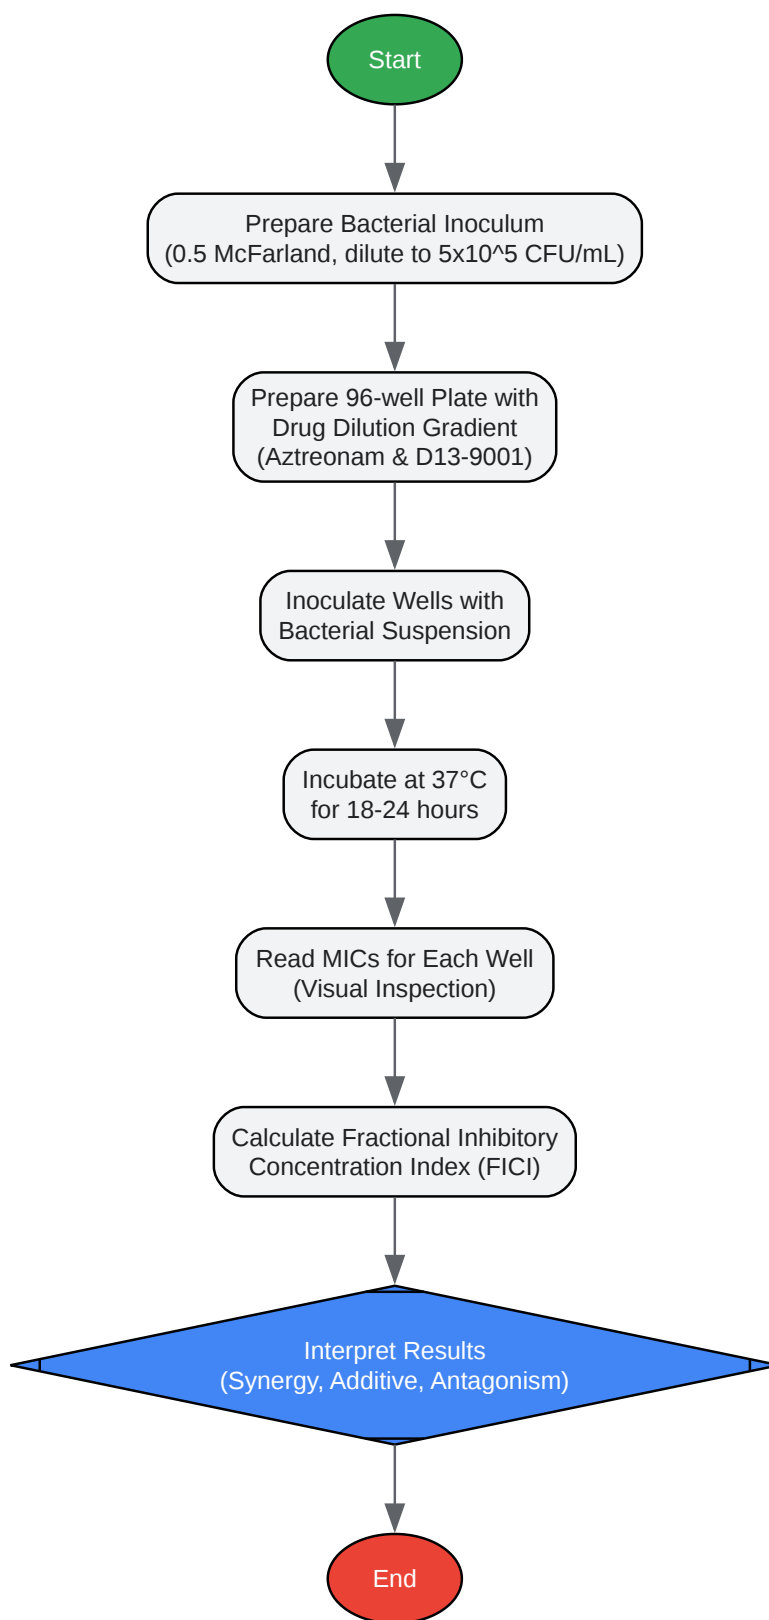 Start
Prepare Bacterial Inoculum
(0.5 McFarland, dilute to 5x10^5 CFU/mL)
Prepare 96-well Plate with
Drug Dilution Gradient
(Aztreonam & D13-9001)
Inoculate Wells with
Bacterial Suspension
Incubate at 37°C
for 18-24 hours
Read MICs for Each Well
(Visual Inspection)
Calculate Fractional Inhibitory
Concentration Index (FICI)
Interpret Results
(Synergy, Additive, Antagonism)
End